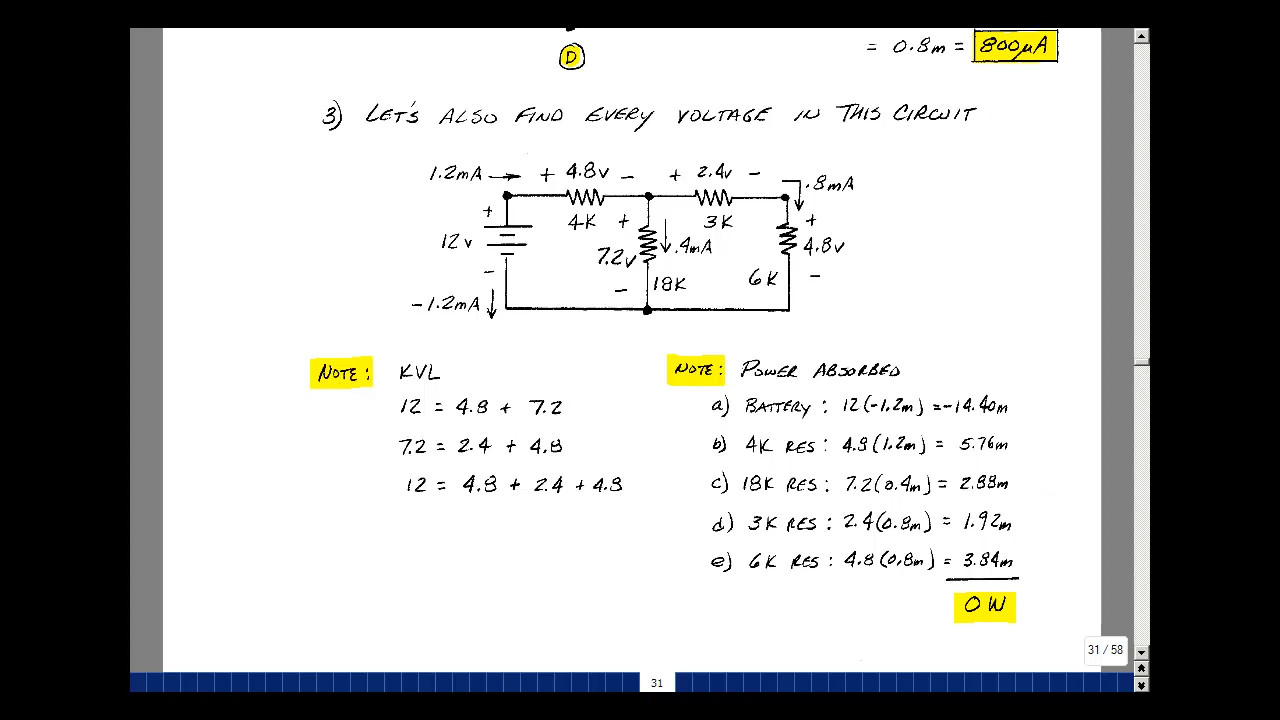 = 0.8m = 800μA
D
3) LET'S ALSO FIND EVERY VOLTAGE IN THIS CIRCUIT
1.2mA → + 4.8v - + 2.4v - .8mA
4K + 3K +
12v + - 7.2v .4mA 4.8v
- 18K 6K -
-1.2mA
NOTE: KVL
12 = 4.8 + 7.2
7.2 = 2.4 + 4.8
12 = 4.8 + 2.4 + 4.8
NOTE: POWER ABSORBED
a) BATTERY: 12(-1.2m) = -14.40m
b) 4K RES: 4.8(1.2m) = 5.76m
c) 18K RES: 7.2(0.4m) = 2.88m
d) 3K RES: 2.4(0.8m) = 1.92m
e) 6K RES: 4.8(0.8m) = 3.84m
0 W
31 / 58
31